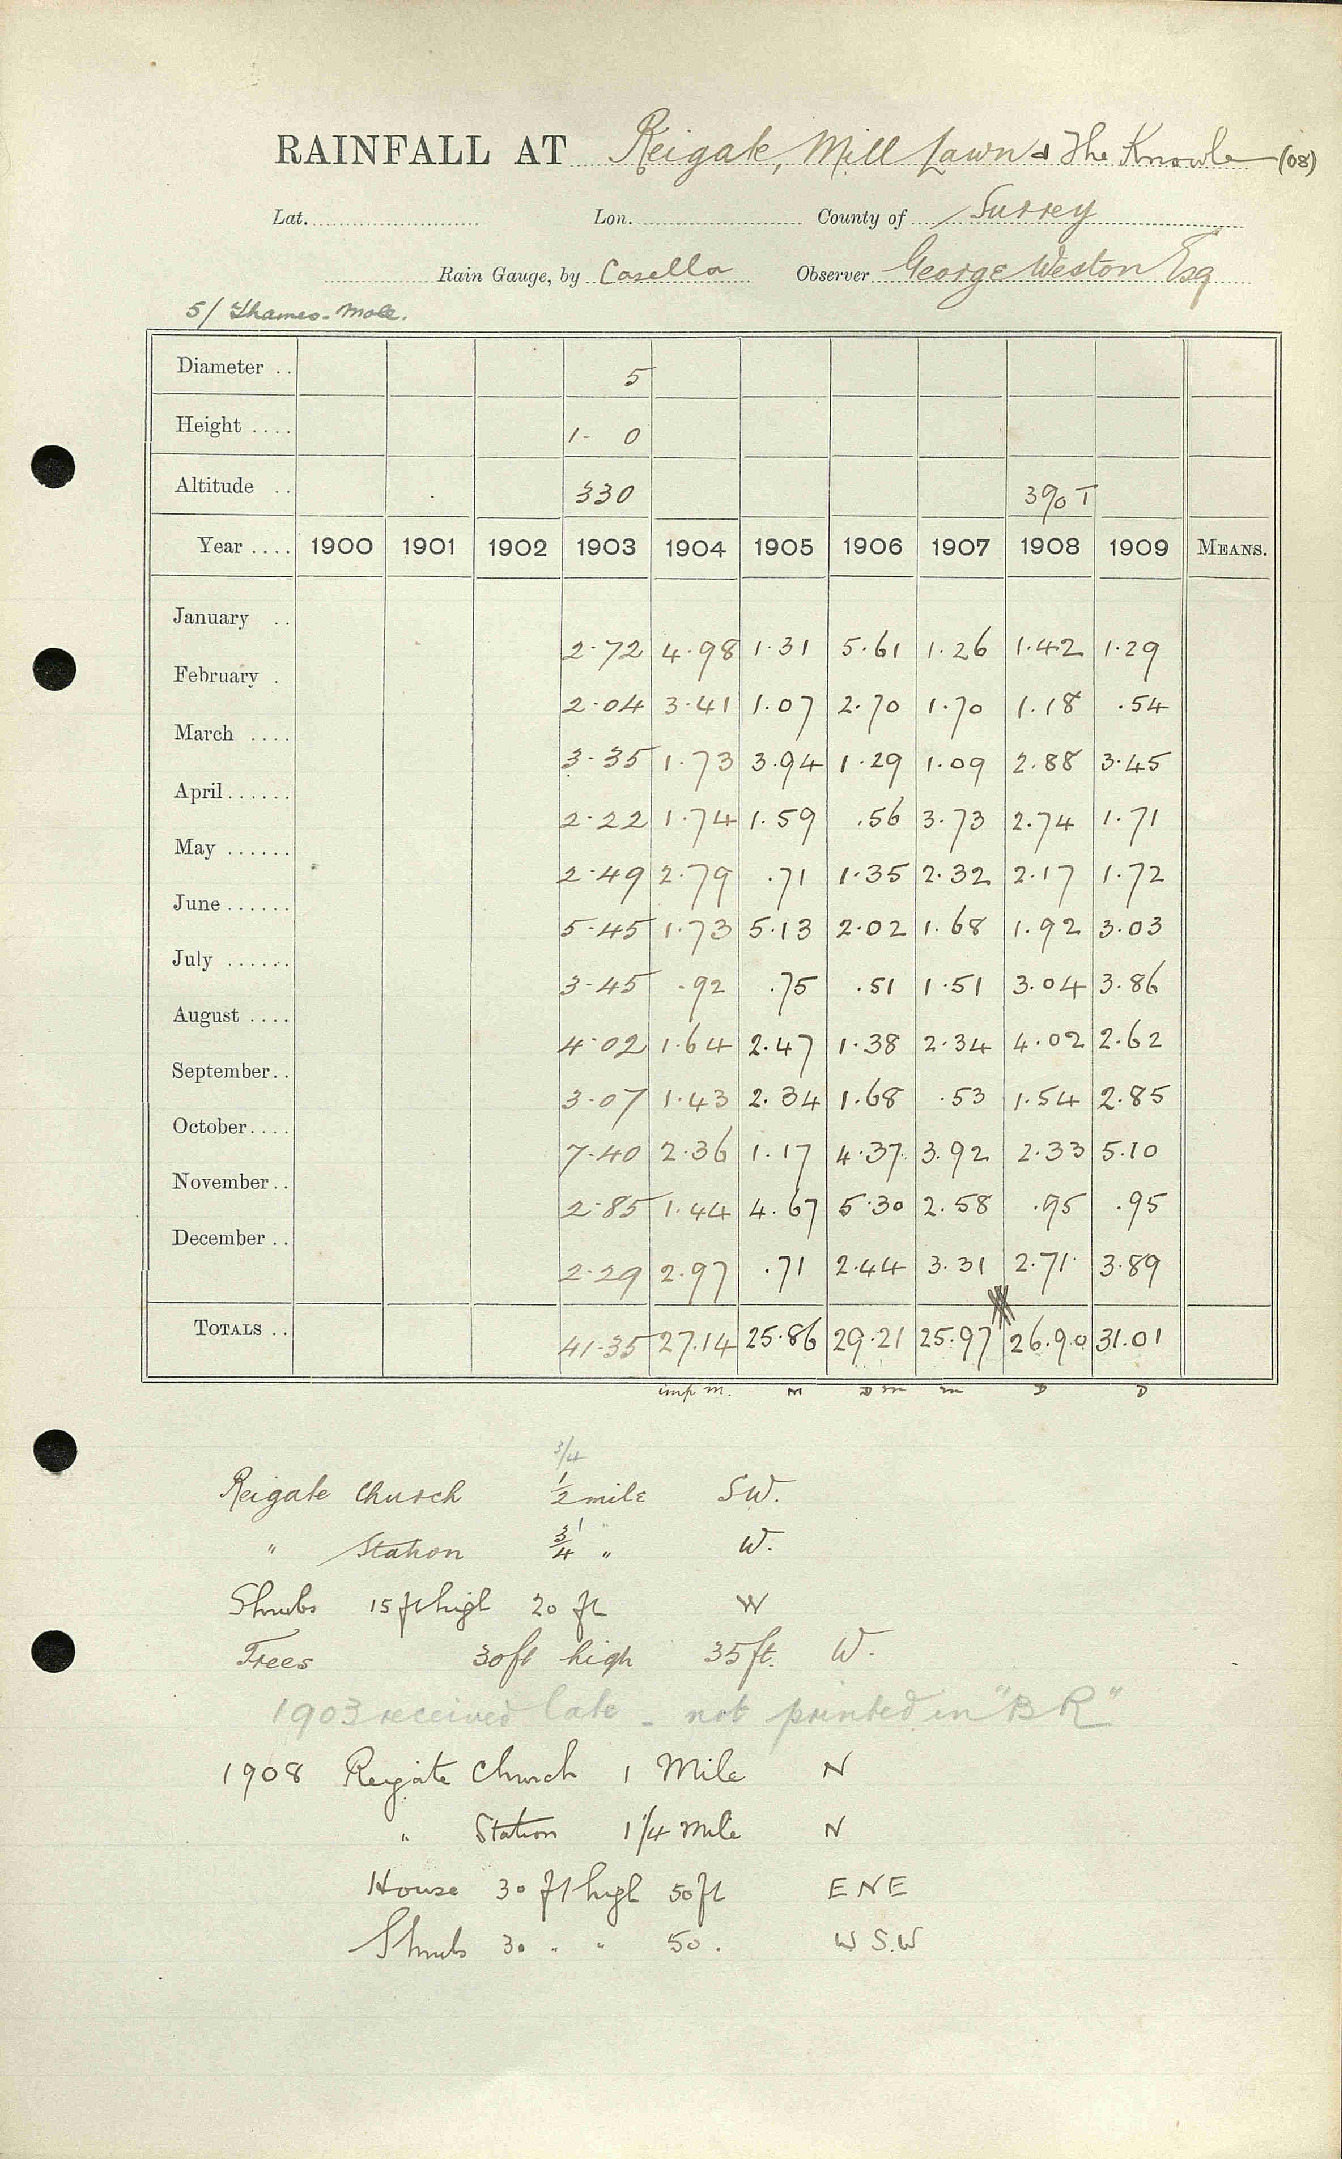 RAINFALL AT Reigate, Mill Lawn & The Knowle (08)
Lat. Lon. County of Surrey
Rain Gauge, by Casella Observer George Weston Esq
5/ Thames-Mole.
Diameter .. 5
Height .... 1- 0
Altitude .. 330 390 T
Year .... 1900 1901 1902 1903 1904 1905 1906 1907 1908 1909 MEANS.
January .. 2.72 4.98 1.31 5.61 1.26 1.42 1.29
February . 2.04 3.41 1.07 2.70 1.70 1.18 .54
March .... 3.35 1.73 3.94 1.29 1.09 2.88 3.45
April...... 2.22 1.74 1.59 .56 3.73 2.74 1.71
May ...... 2.49 2.79 .71 1.35 2.32 2.17 1.72
June...... 5.45 1.73 5.13 2.02 1.68 1.92 3.03
July ...... 3.45 .92 .75 .51 1.51 3.04 3.86
August .... 4.02 1.64 2.47 1.38 2.34 4.02 2.62
September.. 3.07 1.43 2.34 1.68 .53 1.54 2.85
October.... 7.40 2.36 1.17 4.37 3.92 2.33 5.10
November.. 2.85 1.44 4.67 5.30 2.58 .95 .95
December .. 2.29 2.97 .71 2.44 3.31 2.71 3.89
TOTALS .. 41.35 27.14 25.86 29.21 25.97 26.90 31.01
imp m. M D m m D D
3/4
Reigate Church 1/2 mile SW.
" Station 3/4 " W.
Shrubs 15 ft high 20 ft W
Trees 30ft high 35ft. W.
1903 received late - not printed in "BR"
1908 Reigate Church 1 Mile N
" Station 1 1/4 mile N
House 30 ft high 50ft ENE
Shrubs 30 " " 50 . W S.W